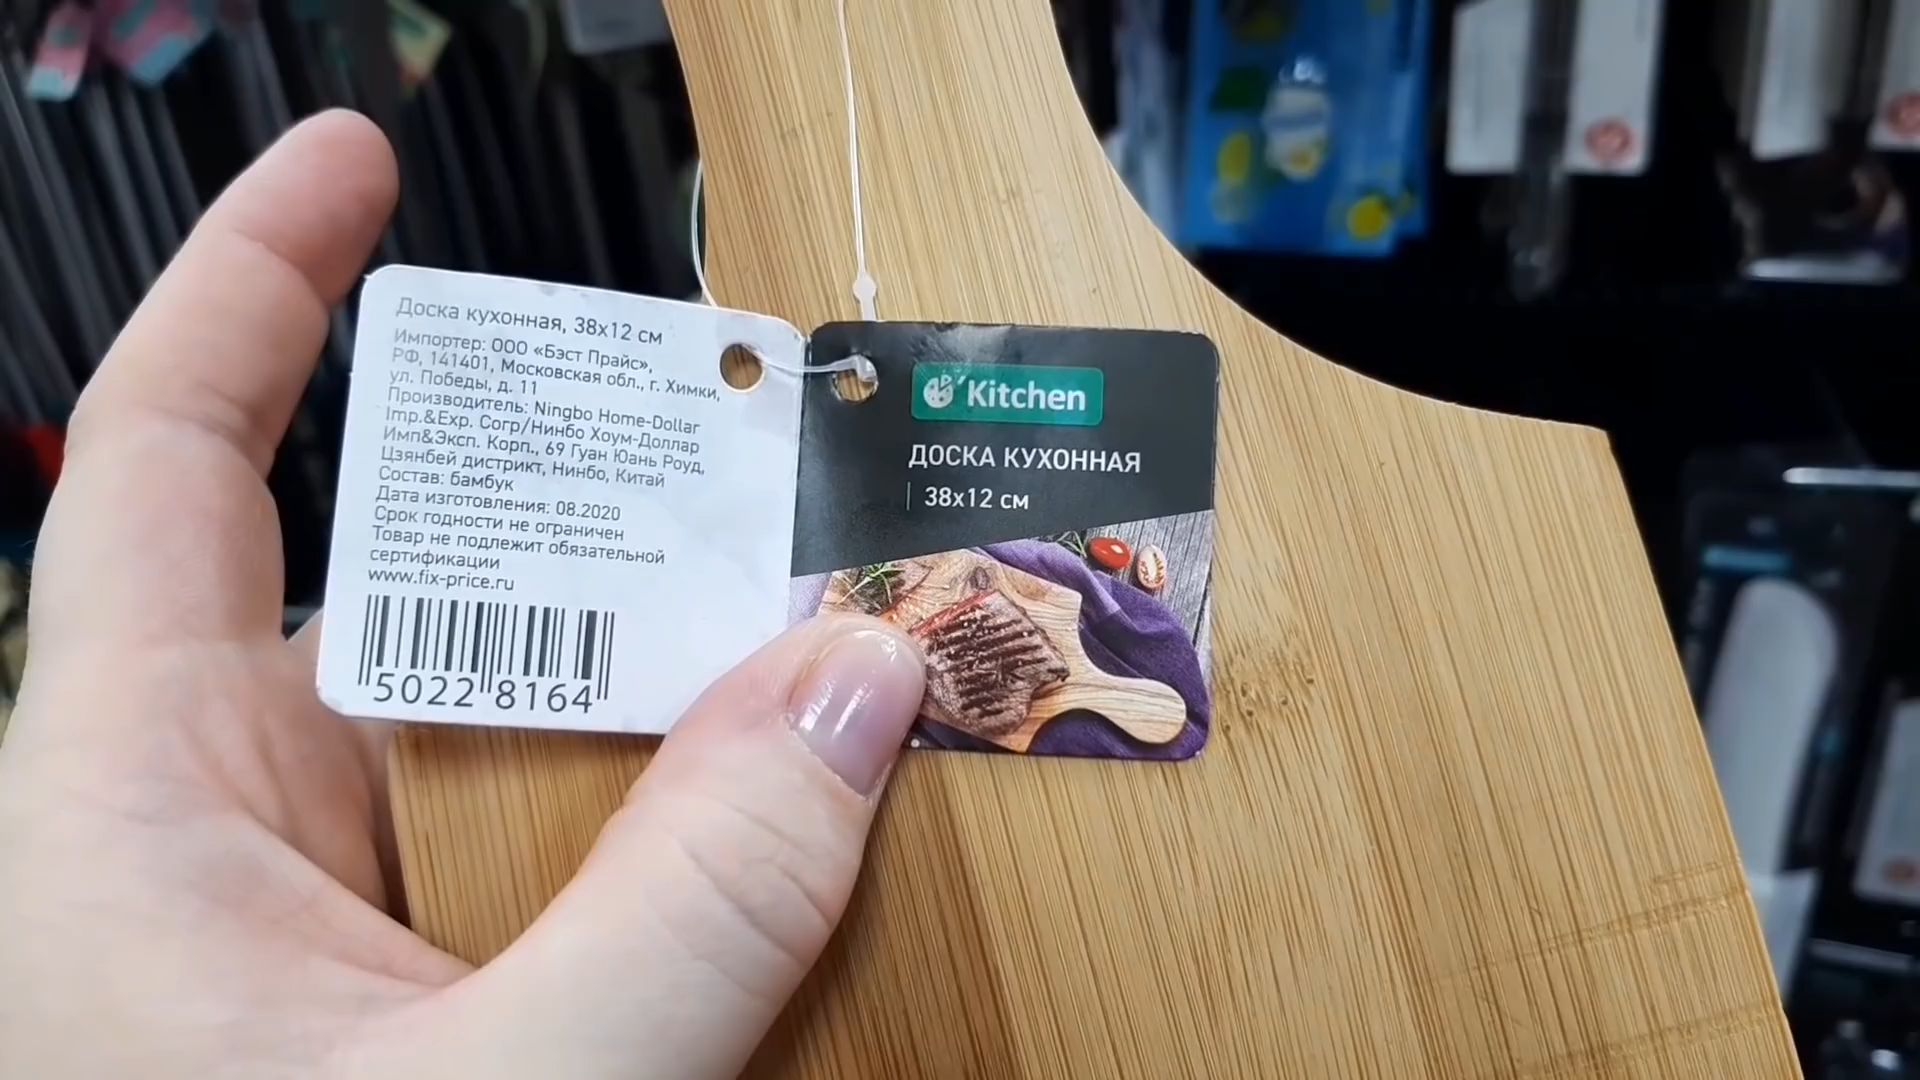 Доска кухонная, 38х12 см
Импортер: ООО «Бэст Прайс»,
РФ, 141401, Московская обл., г. Химки,
ул. Победы, д. 11
Производитель: Ningbo Home-Dollar
Imp.&Exp. Corp/Нинбо Хоум-Доллар
Имп&Эксп. Корп., 69 Гуан Юань Роуд,
Цзянбей дистрикт, Нинбо, Китай
Состав: бамбук
Дата изготовления: 08.2020
Срок годности не ограничен
Товар не подлежит обязательной
сертификации
www.fix-price.ru
5022 8164
Kitchen
ДОСКА КУХОННАЯ
38х12 см